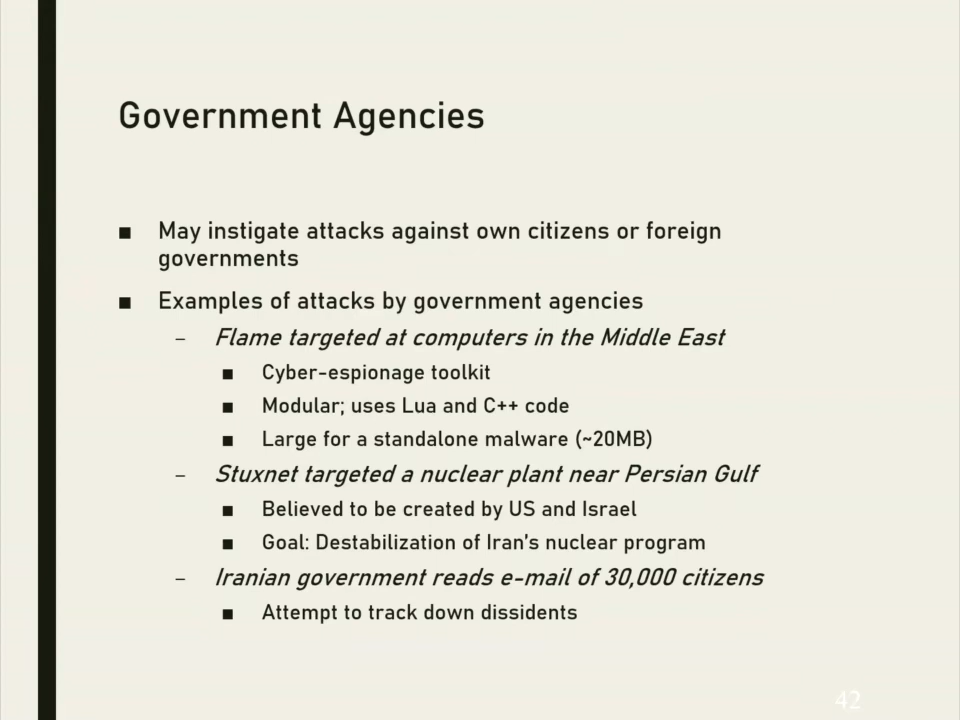 Government Agencies
■ May instigate attacks against own citizens or foreign
governments
■ Examples of attacks by government agencies
– Flame targeted at computers in the Middle East
■ Cyber-espionage toolkit
■ Modular; uses Lua and C++ code
■ Large for a standalone malware (~20MB)
– Stuxnet targeted a nuclear plant near Persian Gulf
■ Believed to be created by US and Israel
■ Goal: Destabilization of Iran's nuclear program
– Iranian government reads e-mail of 30,000 citizens
■ Attempt to track down dissidents
42